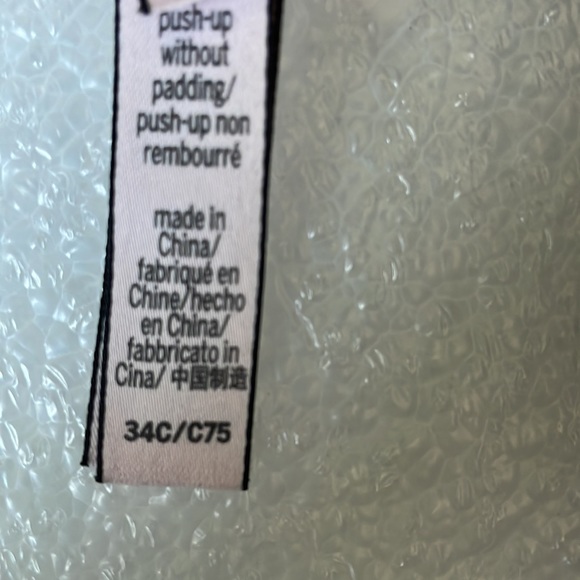 push-up
without
padding/
push-up non
rembourré
made in
China/
fabriqué en
Chine/hecho
en China/
fabbricato in
Cina/ 中国制造
34C/C75